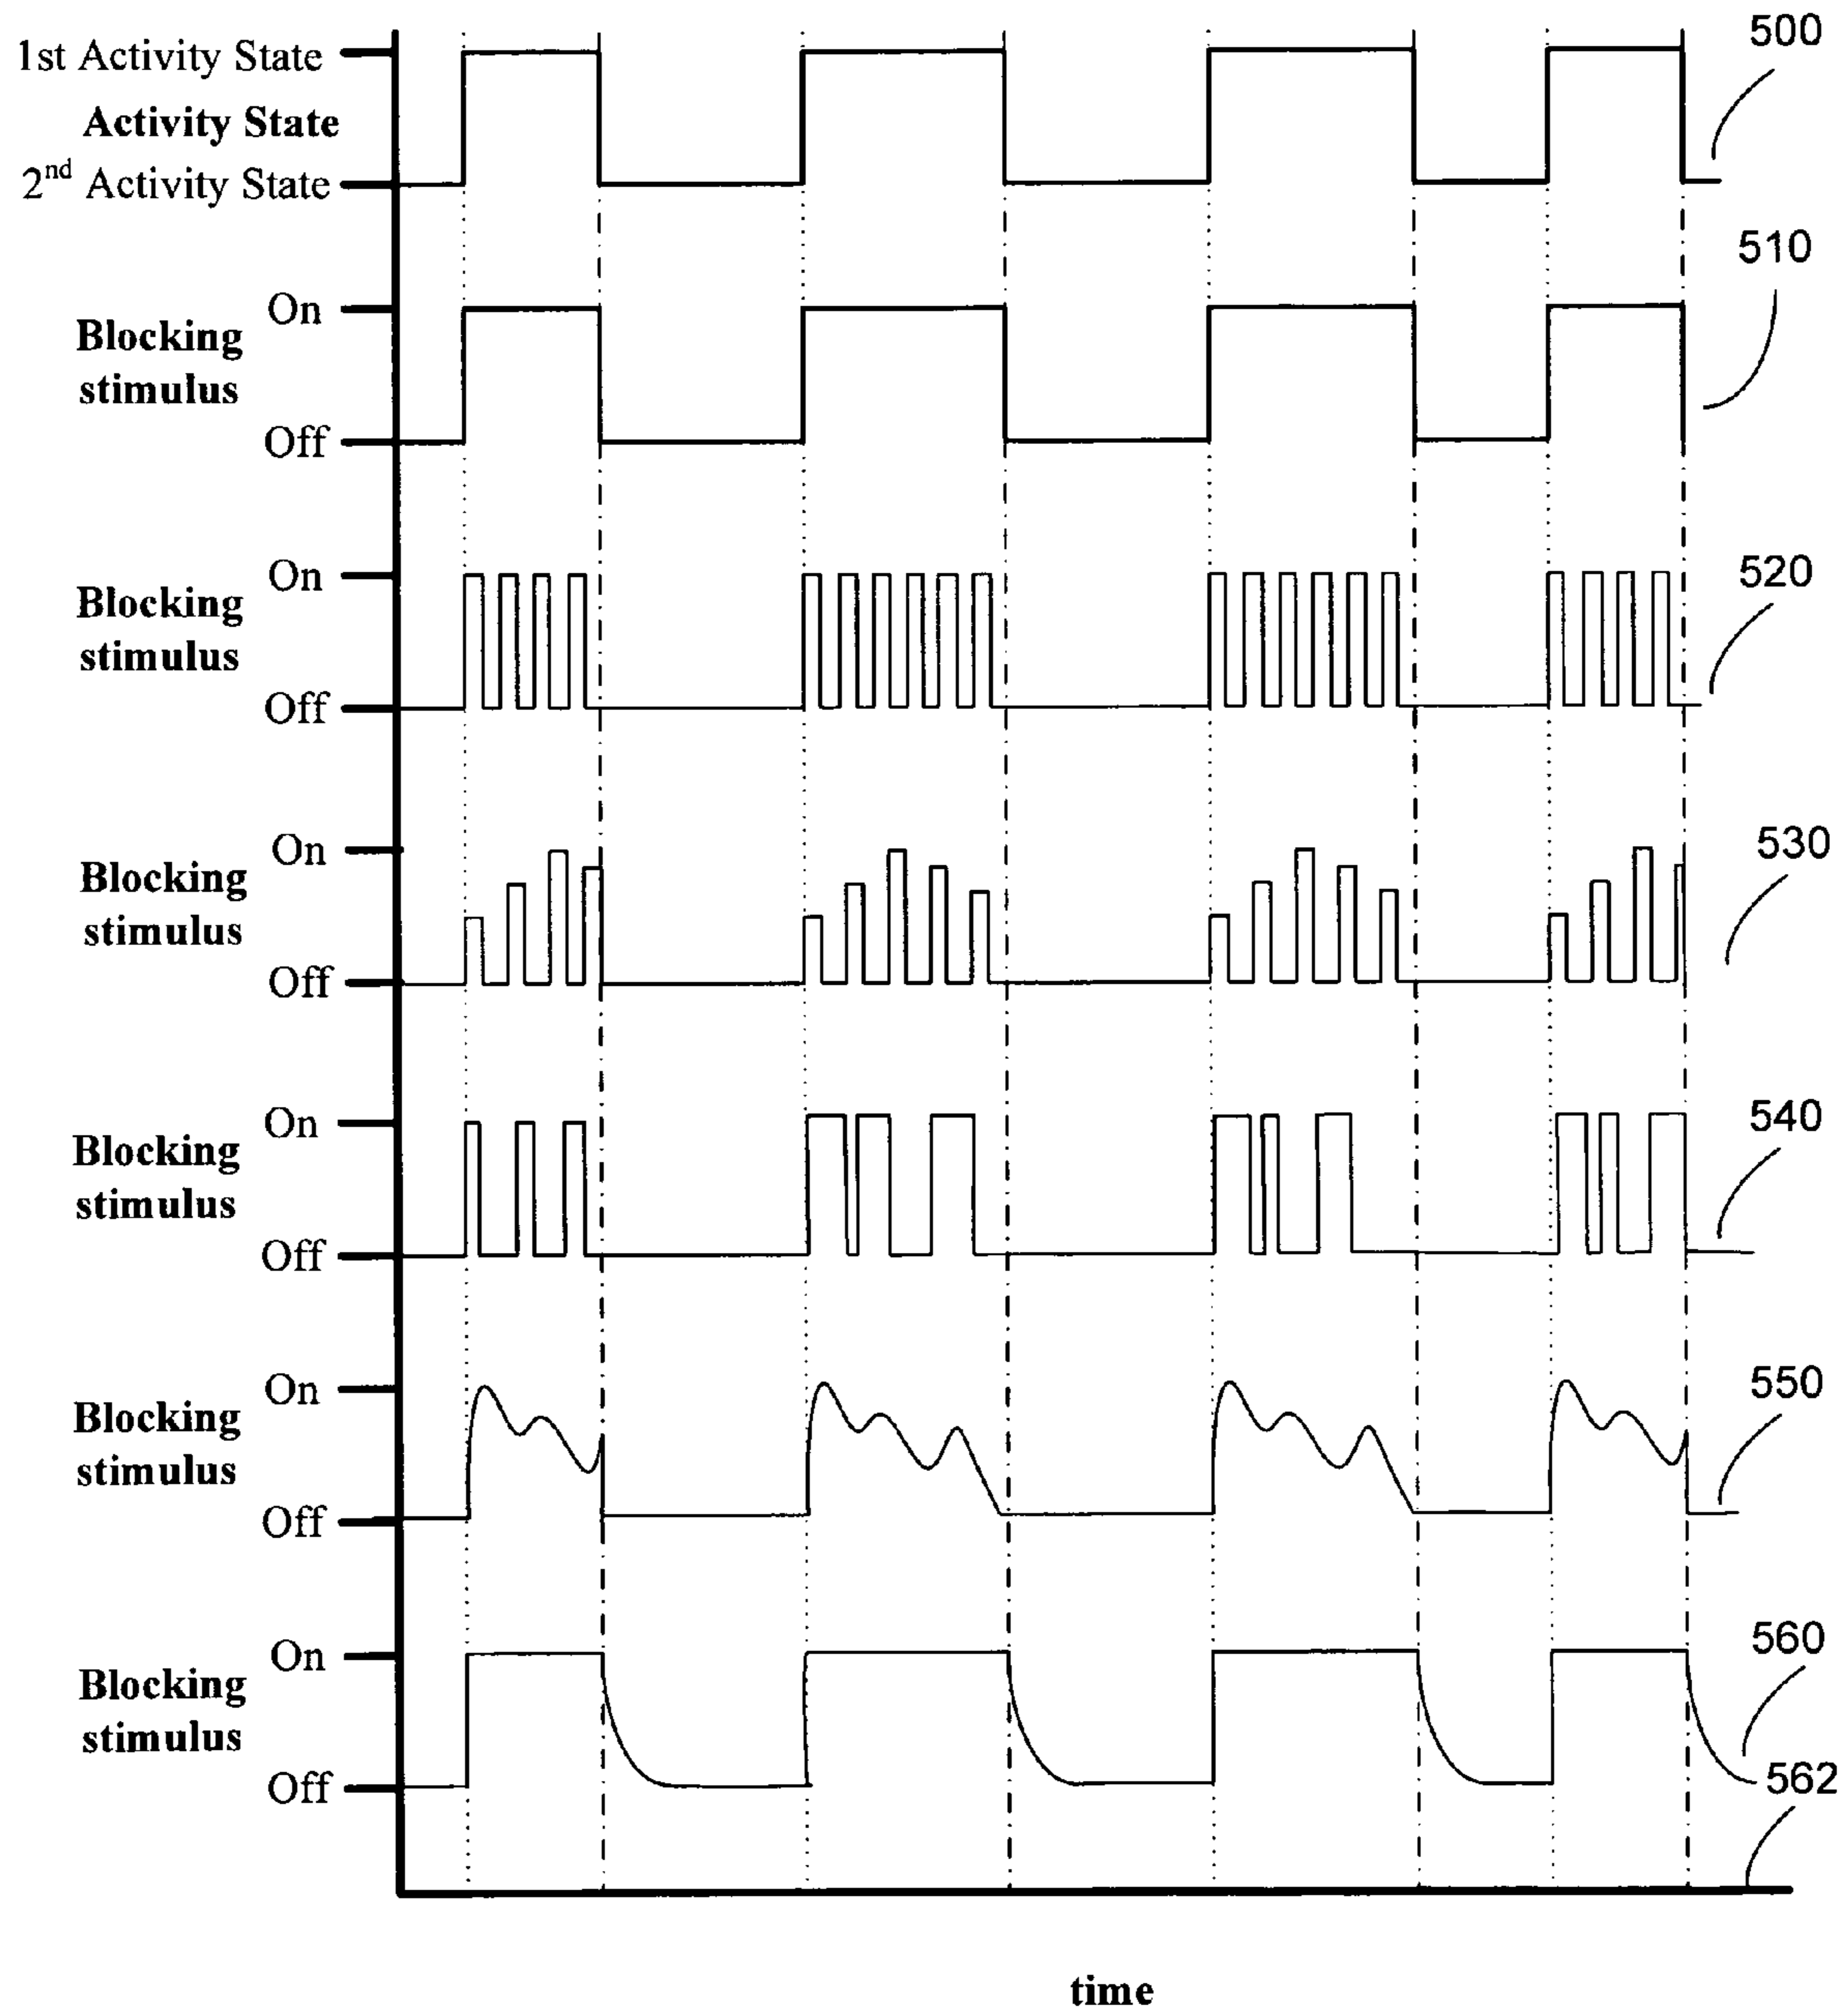 500
1st Activity State
Activity State
2nd Activity State
510
On
Blocking
stimulus
Off
520
On
Blocking
stimulus
Off
530
On
Blocking
stimulus
Off
540
On
Blocking
stimulus
Off
550
On
Blocking
stimulus
Off
560
On
Blocking
stimulus
Off
562
time